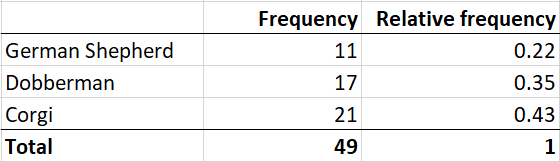 Frequency Relative frequency
German Shepherd 11 0.22
Dobberman 17 0.35
Corgi 21 0.43
Total 49 1